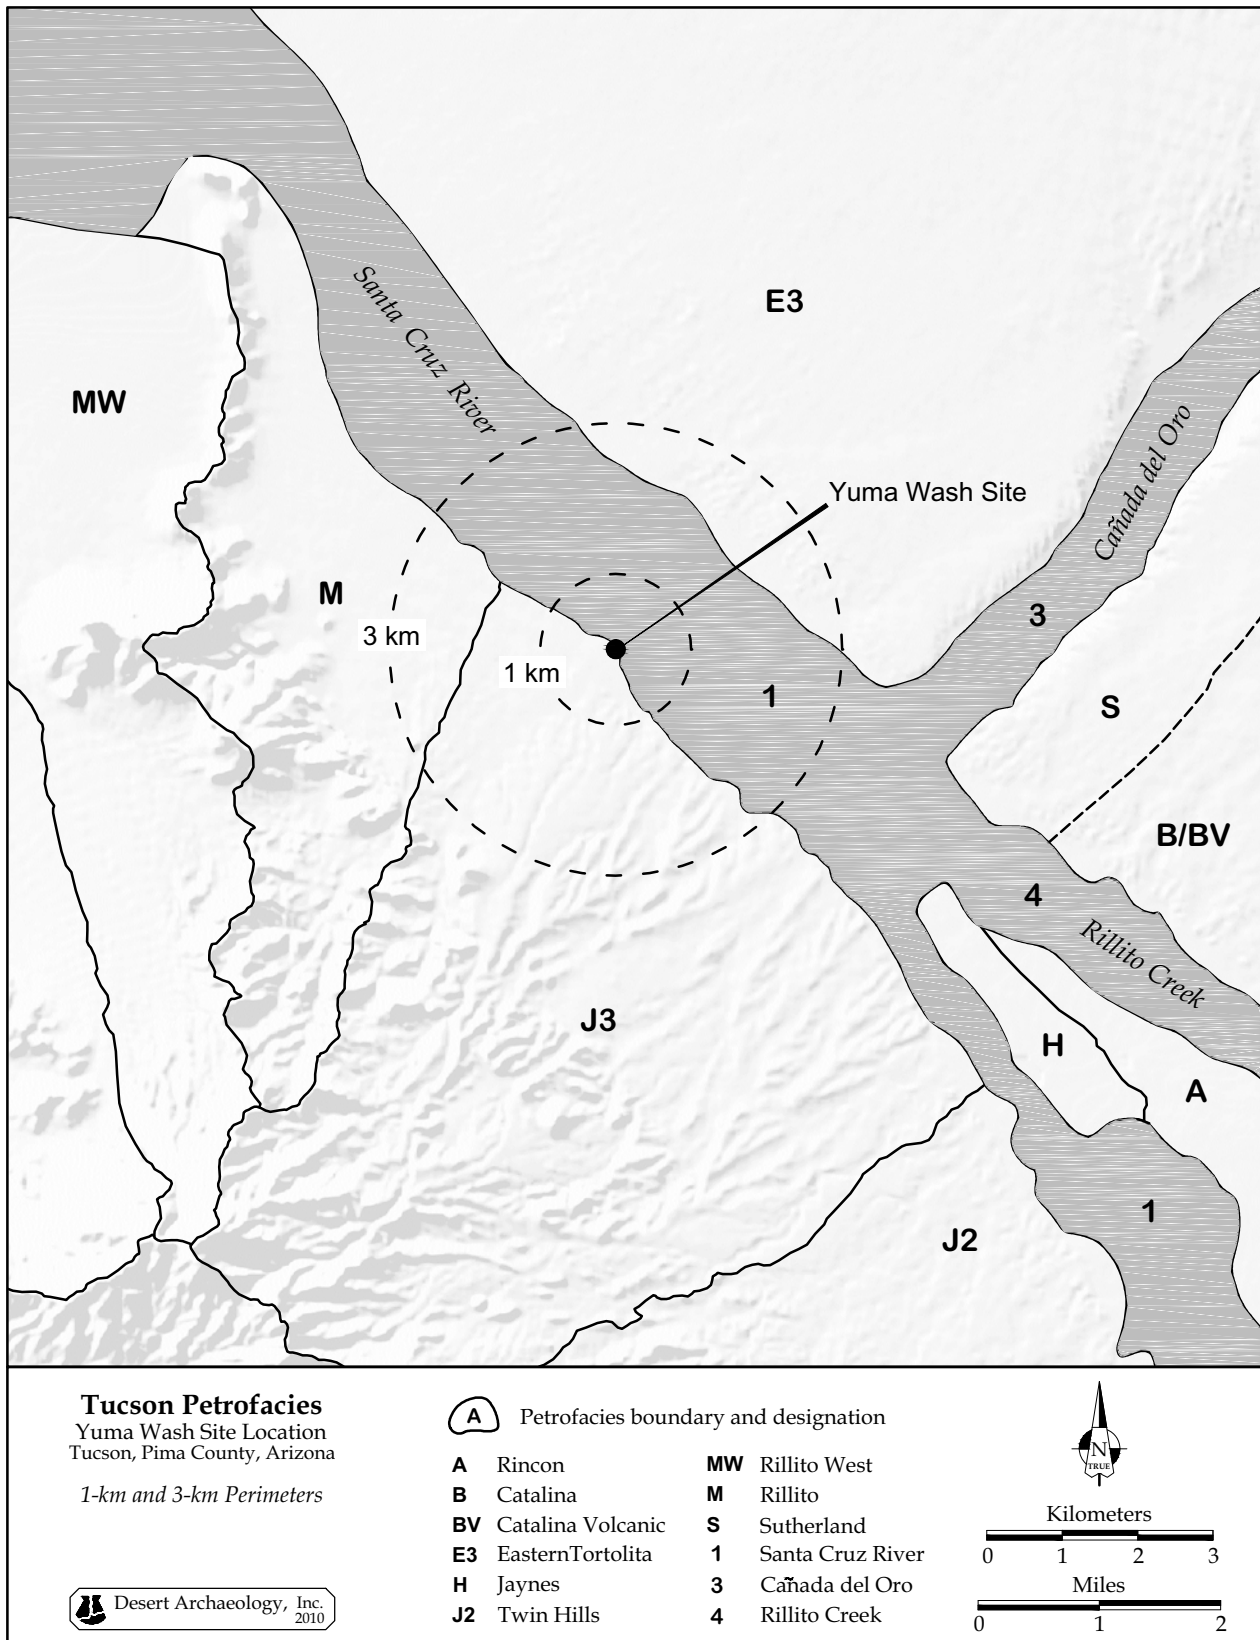 E3
Santa Cruz River
MW
Cañada del Oro
Yuma Wash Site
M
3
3 km
1 km
1
S
B/BV
4
Rillito Creek
J3
H
A
1
J2
Tucson Petrofacies
Yuma Wash Site Location
Tucson, Pima County, Arizona
1-km and 3-km Perimeters
Desert Archaeology, Inc.
2010
A Petrofacies boundary and designation
A Rincon
B Catalina
BV Catalina Volcanic
E3 EasternTortolita
H Jaynes
J2 Twin Hills
MW Rillito West
M Rillito
S Sutherland
1 Santa Cruz River
3 Cañada del Oro
4 Rillito Creek
N
TRUE
Kilometers
0 1 2 3
Miles
0 1 2